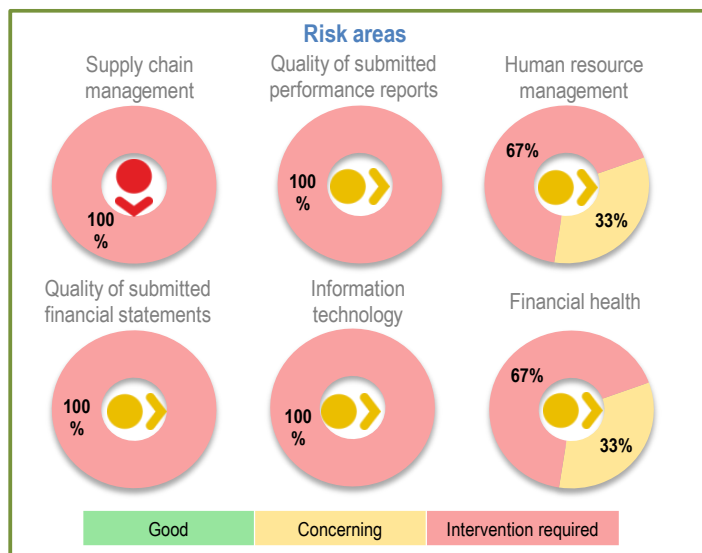 Risk areas
Supply chain
management
100
%
Quality of submitted
performance reports
100
%
Human resource
management
67%
33%
Quality of submitted
financial statements
100
%
Information
technology
100
%
Financial health
67%
33%
Good
Concerning
Intervention required